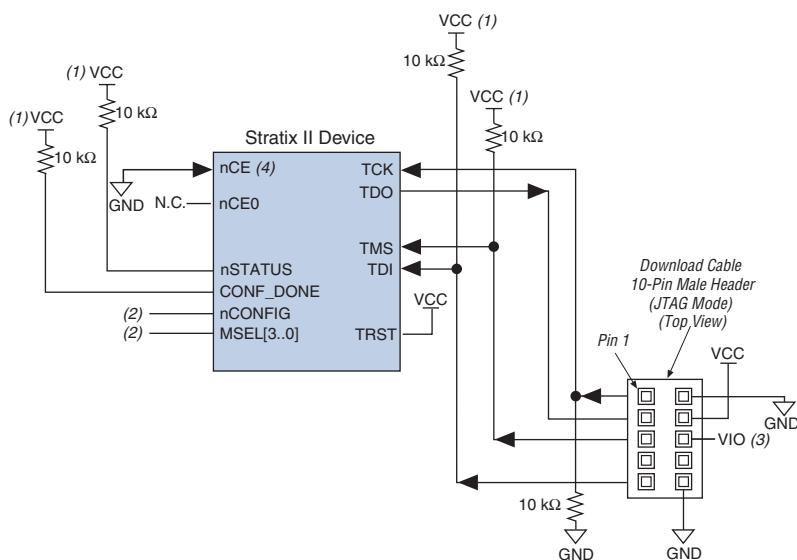 VCC (1)
10 kΩ
(1) VCC
10 kΩ
VCC (1)
10 kΩ
(1) VCC
10 kΩ
Stratix II Device
nCE (4)
GND
N.C.
nCE0
nSTATUS
CONF_DONE
(2)
nCONFIG
(2)
MSEL[3..0]
TCK
TDO
TMS
TDI
TRST
VCC
Download Cable
10-Pin Male Header
(JTAG Mode)
(Top View)
Pin 1
VCC
GND
VIO (3)
10 kΩ
GND
GND